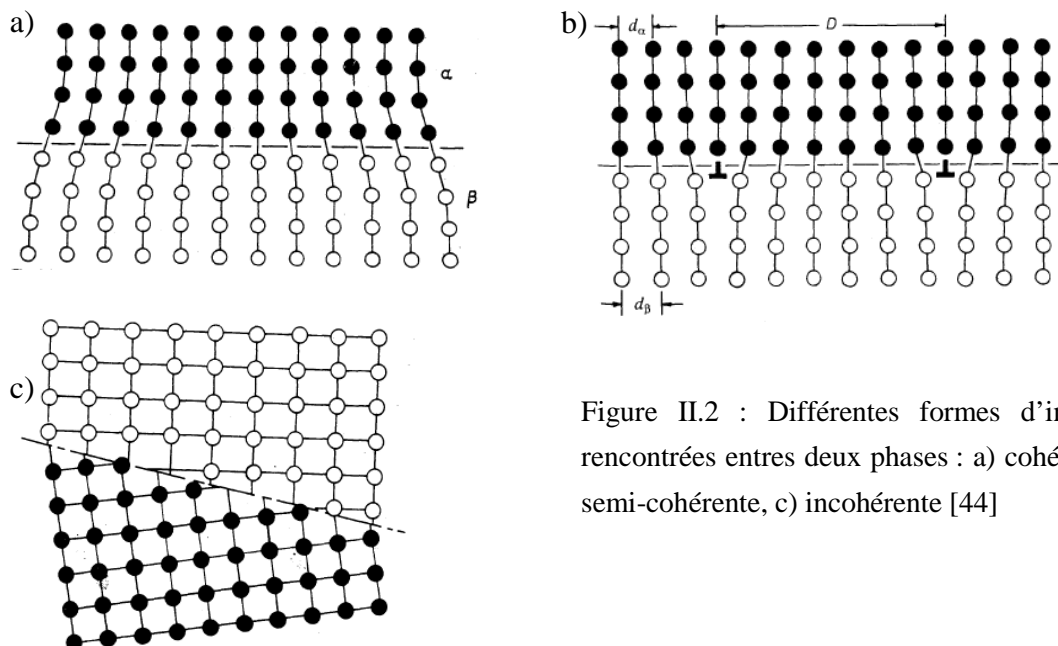 a)
α
β
b)
dα
D
dβ
c)
Figure II.2 : Différentes formes d'in
rencontrées entres deux phases : a) cohé
semi-cohérente, c) incohérente [44]